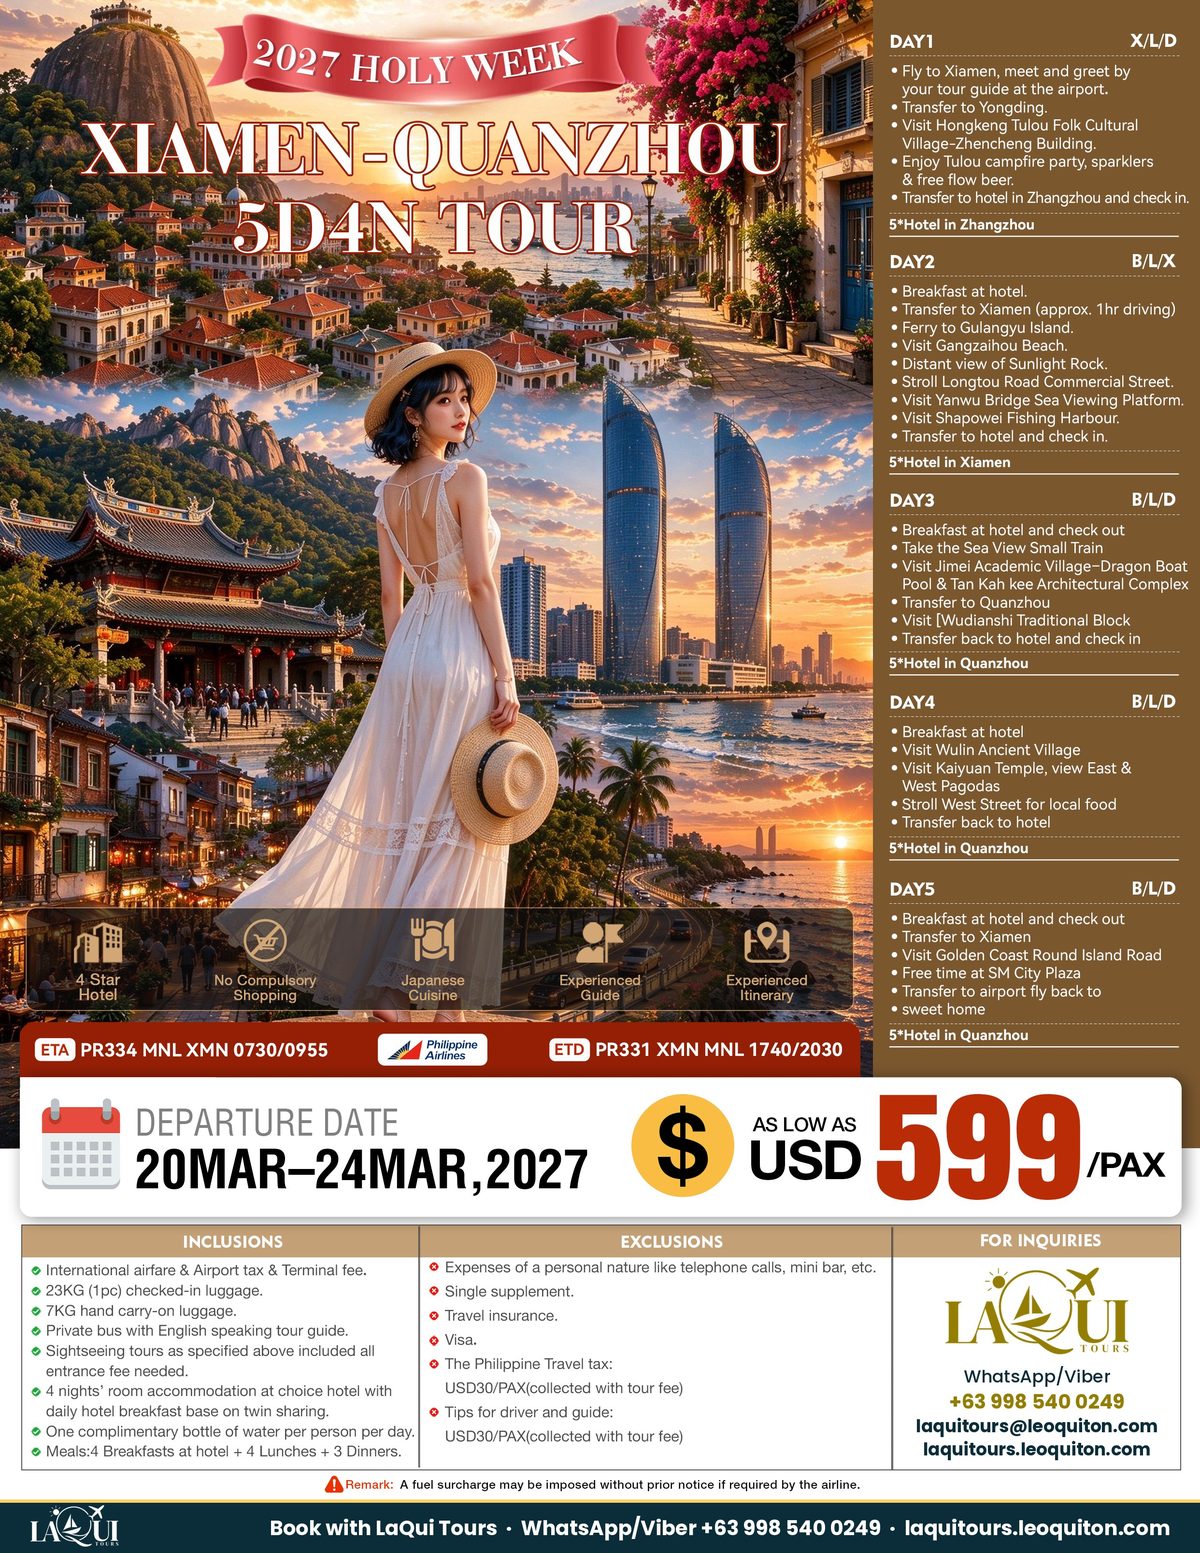 2027 HOLY WEEK
XIAMEN-QUANZHOU
5D4N TOUR
4 Star
Hotel
No Compulsory
Shopping
Japanese
Cuisine
Experienced
Guide
Experienced
Itinerary
ETA PR334 MNL XMN 0730/0955
Philippine
Airlines
ETD PR331 XMN MNL 1740/2030
DAY1 X/L/D
• Fly to Xiamen, meet and greet by
your tour guide at the airport.
• Transfer to Yongding.
• Visit Hongkeng Tulou Folk Cultural
Village-Zhencheng Building.
• Enjoy Tulou campfire party, sparklers
& free flow beer.
• Transfer to hotel in Zhangzhou and check in.
5*Hotel in Zhangzhou
DAY2 B/L/X
• Breakfast at hotel.
• Transfer to Xiamen (approx. 1hr driving)
• Ferry to Gulangyu Island.
• Visit Gangzaihou Beach.
• Distant view of Sunlight Rock.
• Stroll Longtou Road Commercial Street.
• Visit Yanwu Bridge Sea Viewing Platform.
• Visit Shapowei Fishing Harbour.
• Transfer to hotel and check in.
5*Hotel in Xiamen
DAY3 B/L/D
• Breakfast at hotel and check out
• Take the Sea View Small Train
• Visit Jimei Academic Village-Dragon Boat
Pool & Tan Kah kee Architectural Complex
• Transfer to Quanzhou
• Visit [Wudianshi Traditional Block
• Transfer back to hotel and check in
5*Hotel in Quanzhou
DAY4 B/L/D
• Breakfast at hotel
• Visit Wulin Ancient Village
• Visit Kaiyuan Temple, view East &
West Pagodas
• Stroll West Street for local food
• Transfer back to hotel
5*Hotel in Quanzhou
DAY5 B/L/D
• Breakfast at hotel and check out
• Transfer to Xiamen
• Visit Golden Coast Round Island Road
• Free time at SM City Plaza
• Transfer to airport fly back to
• sweet home
5*Hotel in Quanzhou
DEPARTURE DATE
20MAR–24MAR,2027
$
AS LOW AS
USD 599/PAX
INCLUSIONS
International airfare & Airport tax & Terminal fee.
23KG (1pc) checked-in luggage.
7KG hand carry-on luggage.
Private bus with English speaking tour guide.
Sightseeing tours as specified above included all
entrance fee needed.
4 nights' room accommodation at choice hotel with
daily hotel breakfast base on twin sharing.
One complimentary bottle of water per person per day.
Meals:4 Breakfasts at hotel + 4 Lunches + 3 Dinners.
EXCLUSIONS
Expenses of a personal nature like telephone calls, mini bar, etc.
Single supplement.
Travel insurance.
Visa.
The Philippine Travel tax:
USD30/PAX(collected with tour fee)
Tips for driver and guide:
USD30/PAX(collected with tour fee)
FOR INQUIRIES
LAQUI
TOURS
WhatsApp/Viber
+63 998 540 0249
laquitours@leoquiton.com
laquitours.leoquiton.com
Remark: A fuel surcharge may be imposed without prior notice if required by the airline.
LAQUI
TOURS
Book with LaQui Tours · WhatsApp/Viber +63 998 540 0249 · laquitours.leoquiton.com